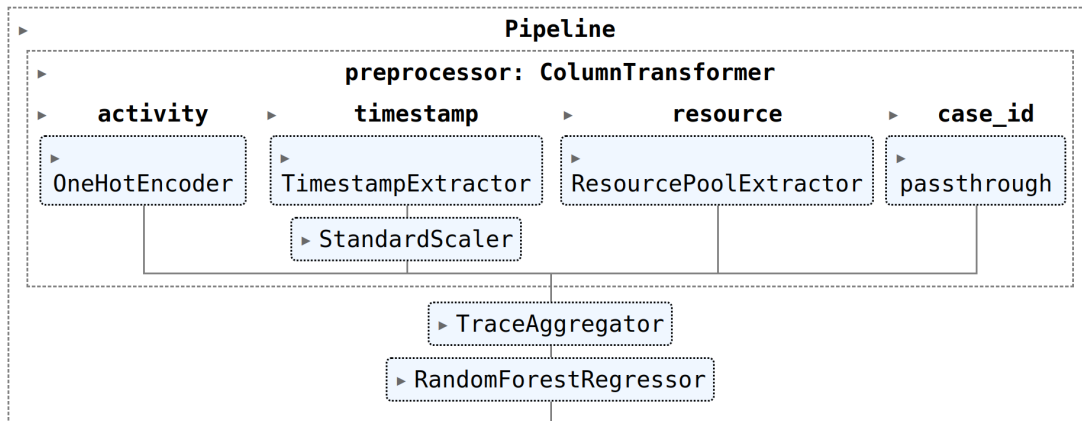 Pipeline
preprocessor: ColumnTransformer
activity timestamp resource case_id
OneHotEncoder TimestampExtractor ResourcePoolExtractor passthrough
StandardScaler
TraceAggregator
RandomForestRegressor